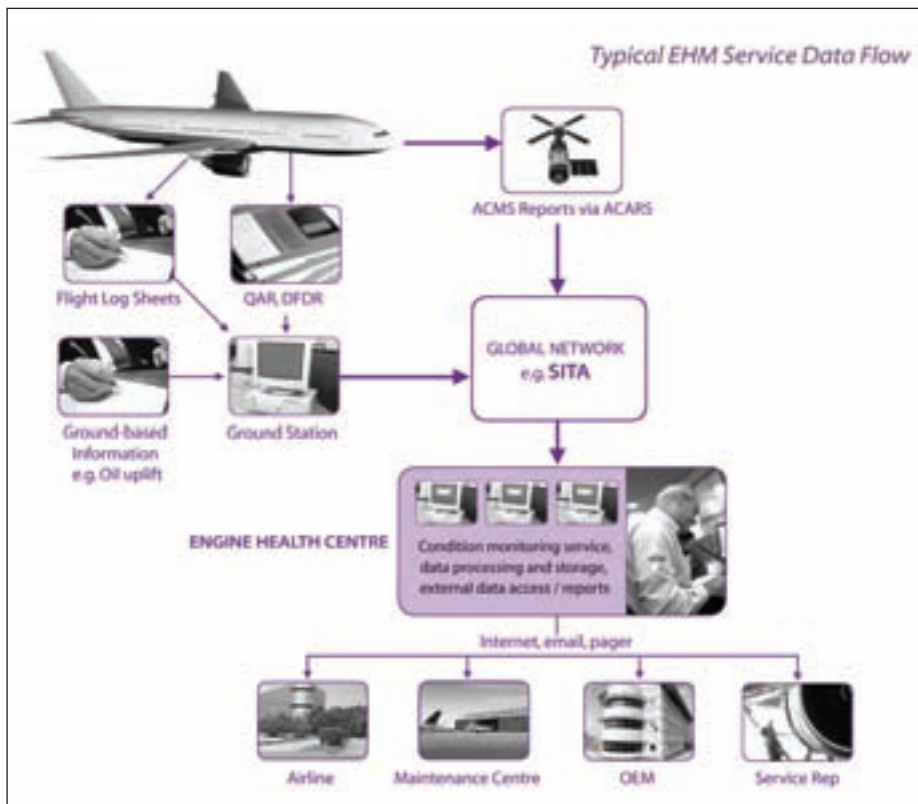 Typical EHM Service Data Flow
ACMS Reports via ACARS
Flight Log Sheets
QAR, DFDR
GLOBAL NETWORK
e.g. SITA
Ground-based
Information
e.g. Oil uplift
Ground Station
ENGINE HEALTH CENTRE
Condition monitoring service,
data processing and storage,
external data access / reports
Internet, email, pager
Airline
Maintenance Centre
OEM
Service Rep